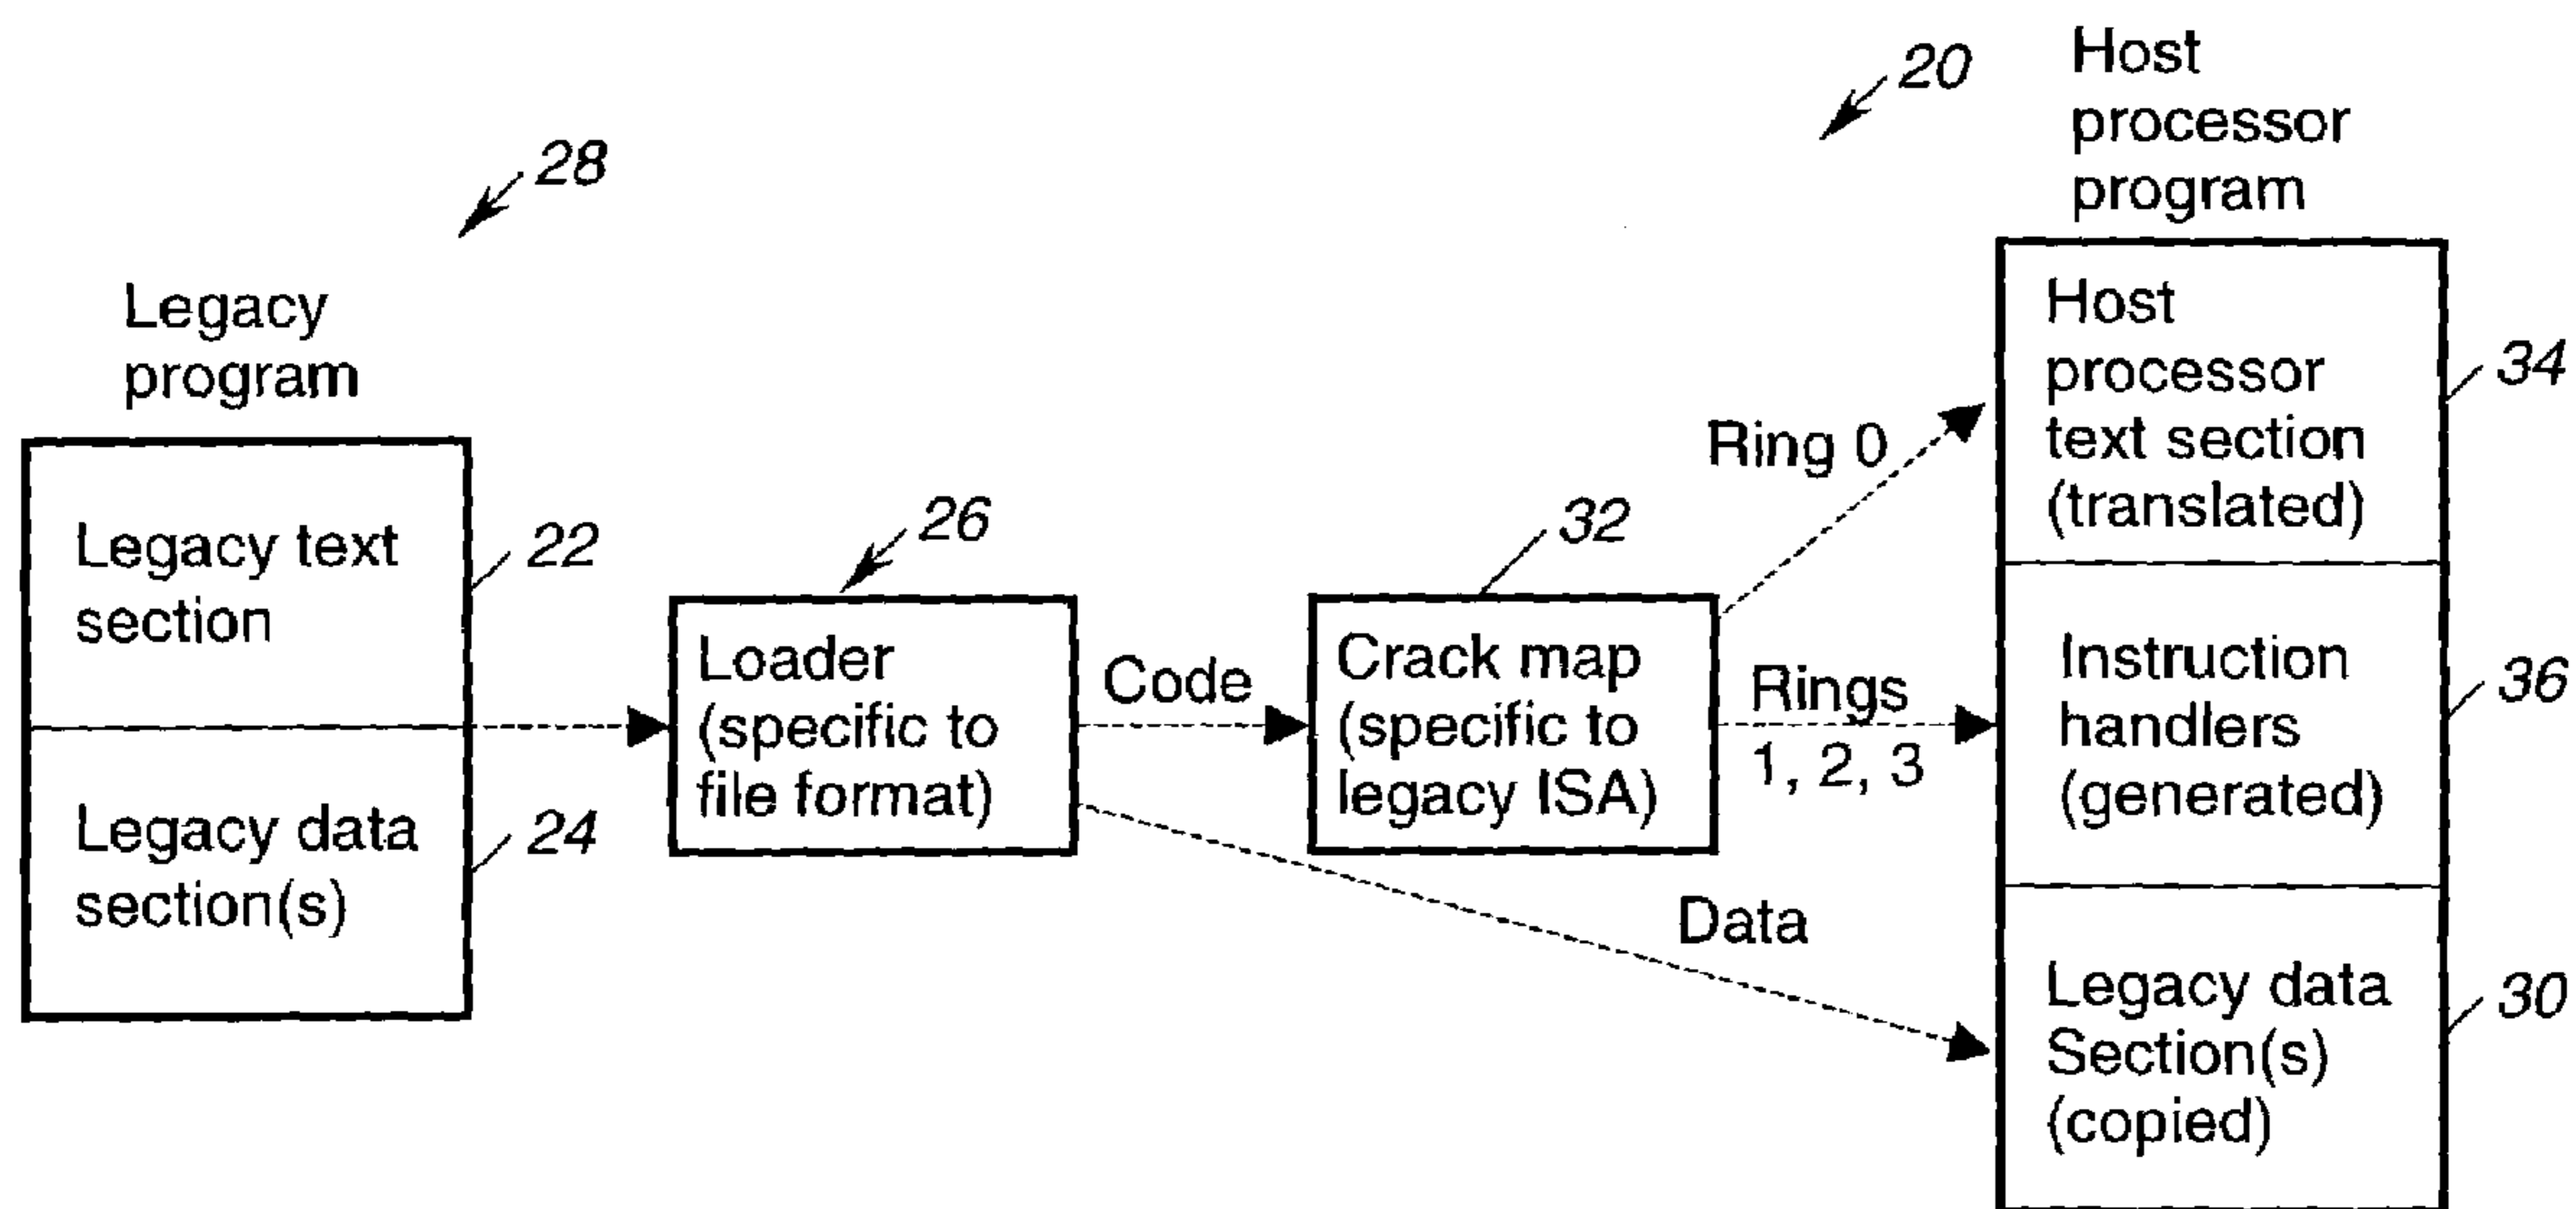 20
Host
processor
program
28
Legacy
program
Legacy text
section
22
Legacy data
section(s)
24
26
Loader
(specific to
file format)
Code
32
Crack map
(specific to
legacy ISA)
Ring 0
Rings
1, 2, 3
Data
Host
processor
text section
(translated)
34
Instruction
handlers
(generated)
36
Legacy data
Section(s)
(copied)
30